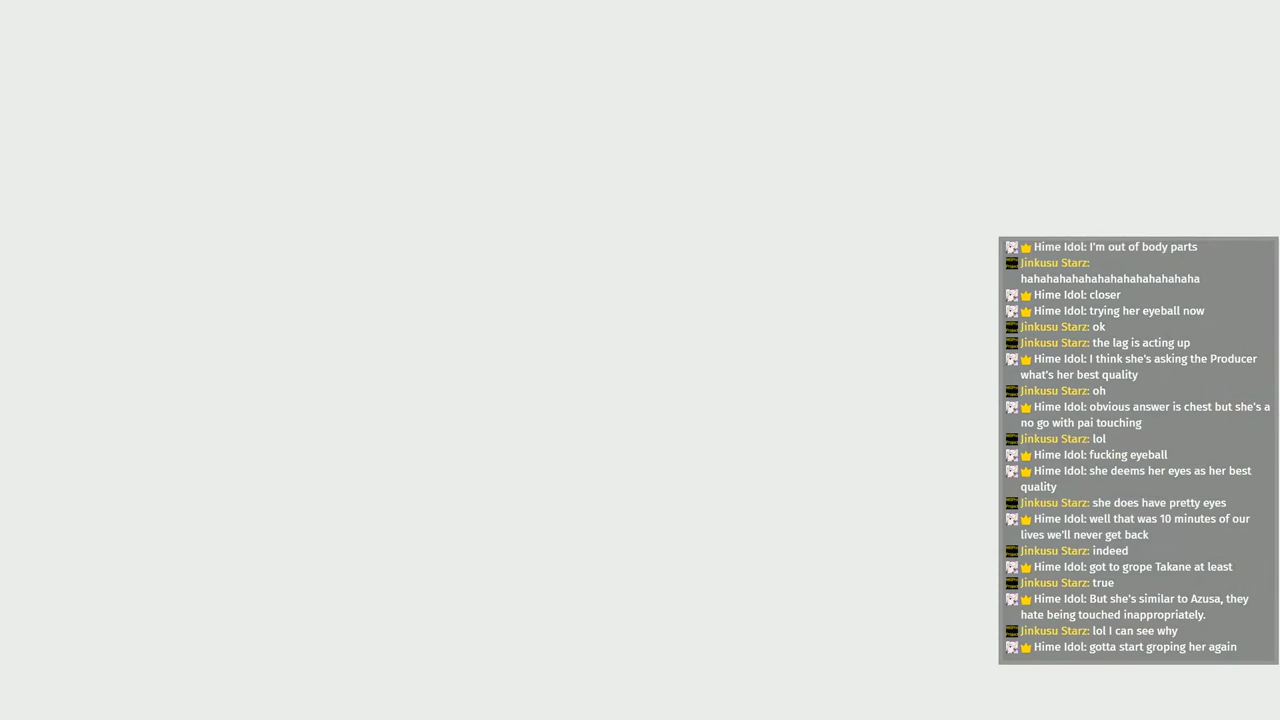 Hime Idol: I'm out of body parts
Jinkusu Starz:
hahahahahahahahahahahahahaha
Hime Idol: closer
Hime Idol: trying her eyeball now
Jinkusu Starz: ok
Jinkusu Starz: the lag is acting up
Hime Idol: I think she's asking the Producer
what's her best quality
Jinkusu Starz: oh
Hime Idol: obvious answer is chest but she's a
no go with pai touching
Jinkusu Starz: lol
Hime Idol: fucking eyeball
Hime Idol: she deems her eyes as her best
quality
Jinkusu Starz: she does have pretty eyes
Hime Idol: well that was 10 minutes of our
lives we'll never get back
Jinkusu Starz: indeed
Hime Idol: got to grope Takane at least
Jinkusu Starz: true
Hime Idol: But she's similar to Azusa, they
hate being touched inappropriately.
Jinkusu Starz: lol I can see why
Hime Idol: gotta start groping her again